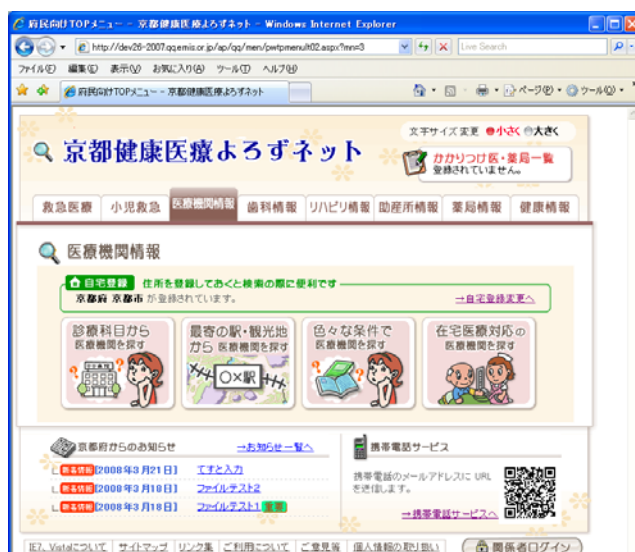 府民向けTOPメニュー - 京都健康医療よろずネット - Windows Internet Explorer
http://dev26-2007.qq.emis.or.jp/ap/qq/men/pwtpmenult02.aspx?mnn=3
Live Search
ファイル(F) 編集(E) 表示(V) お気に入り(A) ツール(T) ヘルプ(H)
府民向けTOPメニュー - 京都健康医療よろずネット
ページ(P) ツール(O)
文字サイズ変更 小さく 大きく
京都健康医療よろずネット
かかりつけ医・薬局一覧
登録されていません。
救急医療 小児救急 医療機関情報 歯科情報 リハビリ情報 助産所情報 薬局情報 健康情報
医療機関情報
自宅登録 住所を登録しておくと検索の際に便利です
京都府 京都市 が登録されています。
→自宅登録変更へ
診療科目から
医療機関を探す
最寄の駅・観光地
から 医療機関を探す
○×駅
色々な条件で
医療機関を探す
在宅医療対応の
医療機関を探す
京都府からのお知らせ
→お知らせ一覧へ
新着情報 [2008年3月21日] てすと入力
新着情報 [2008年3月18日] ファイルテスト2
新着情報 [2008年3月18日] ファイルテスト1 重要
携帯電話サービス
携帯電話のメールアドレスに URL
を送信します。
→携帯電話サービスへ
IE7、Vistaについて サイトマップ リンク集 ご利用について ご意見等 個人情報の取り扱い
関係者ログイン